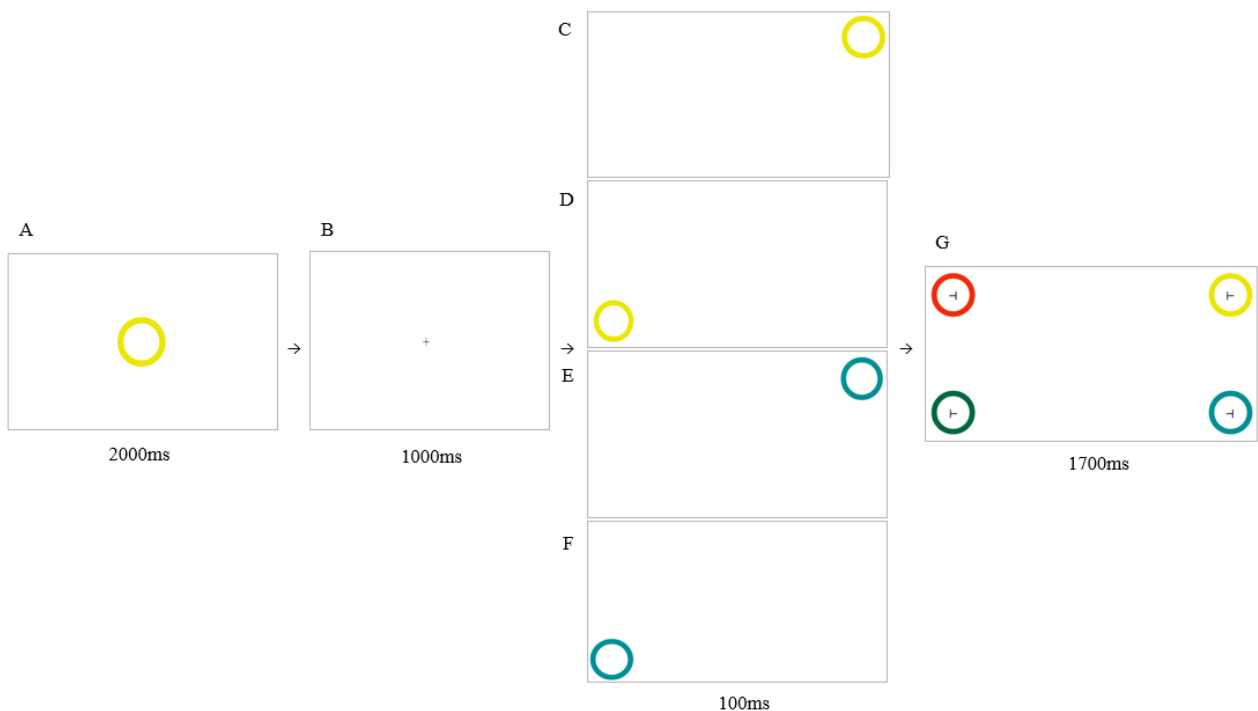 A
2000ms
→
B
+
1000ms
→
C
D
E
F
100ms
→
G
⊣
⊢
⊢
⊣
1700ms